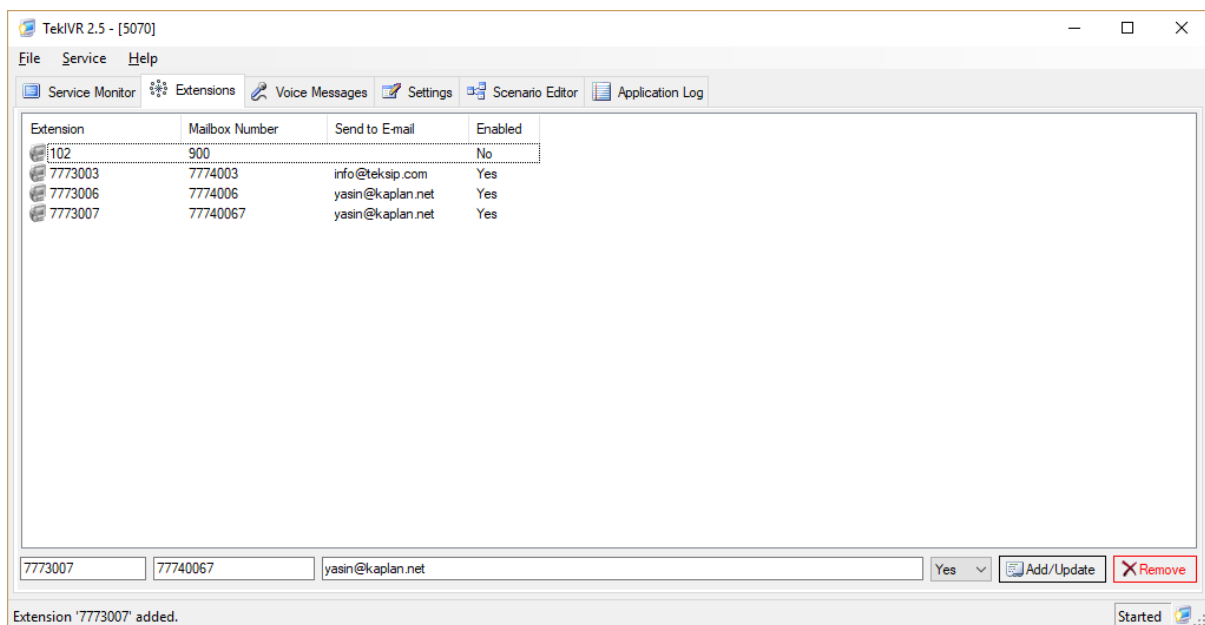 TekIVR 2.5 - [5070]
File Service Help
Service Monitor Extensions Voice Messages Settings Scenario Editor Application Log
Extension Mailbox Number Send to E-mail Enabled
102 900 No
7773003 7774003 info@teksip.com Yes
7773006 7774006 yasin@kaplan.net Yes
7773007 77740067 yasin@kaplan.net Yes
7773007 77740067 yasin@kaplan.net Yes Add/Update Remove
Extension '7773007' added. Started